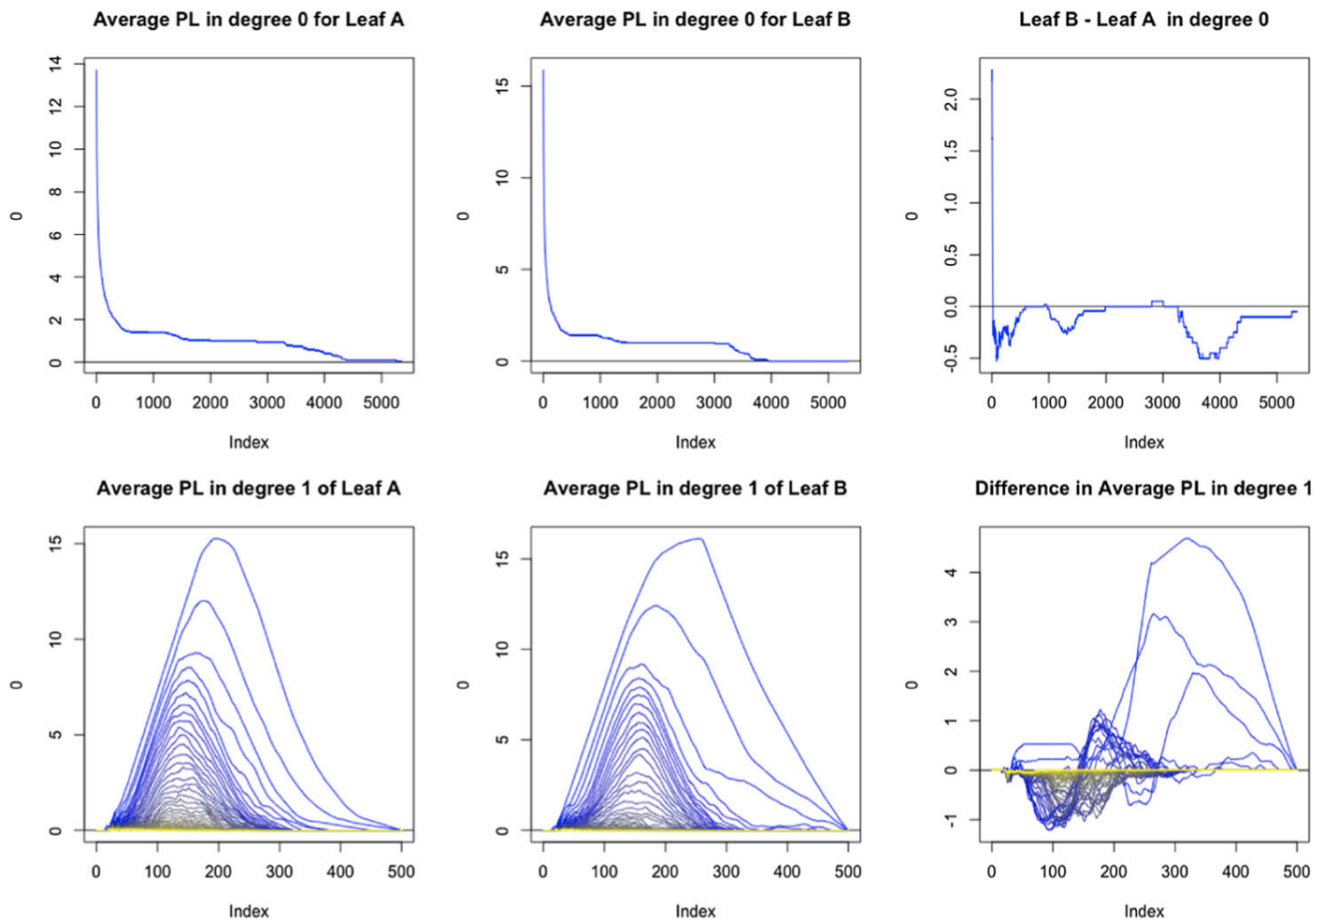 Average PL in degree 0 for Leaf A
0 2 4 6 8 10 12 14
0
0 1000 2000 3000 4000 5000
Index
Average PL in degree 0 for Leaf B
0 5 10 15
0
0 1000 2000 3000 4000 5000
Index
Leaf B - Leaf A in degree 0
-0.5 0.0 0.5 1.0 1.5 2.0
0
0 1000 2000 3000 4000 5000
Index
Average PL in degree 1 of Leaf A
0 5 10 15
0
0 100 200 300 400 500
Index
Average PL in degree 1 of Leaf B
0 5 10 15
0
0 100 200 300 400 500
Index
Difference in Average PL in degree 1
-1 0 1 2 3 4
0
0 100 200 300 400 500
Index